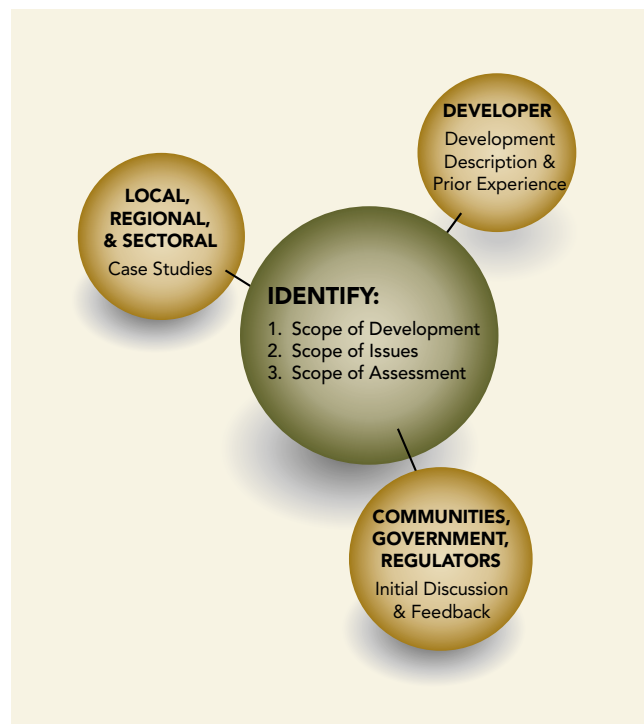 DEVELOPER
Development
Description &
Prior Experience
LOCAL,
REGIONAL,
& SECTORAL
Case Studies
IDENTIFY:
1. Scope of Development
2. Scope of Issues
3. Scope of Assessment
COMMUNITIES,
GOVERNMENT,
REGULATORS
Initial Discussion
& Feedback